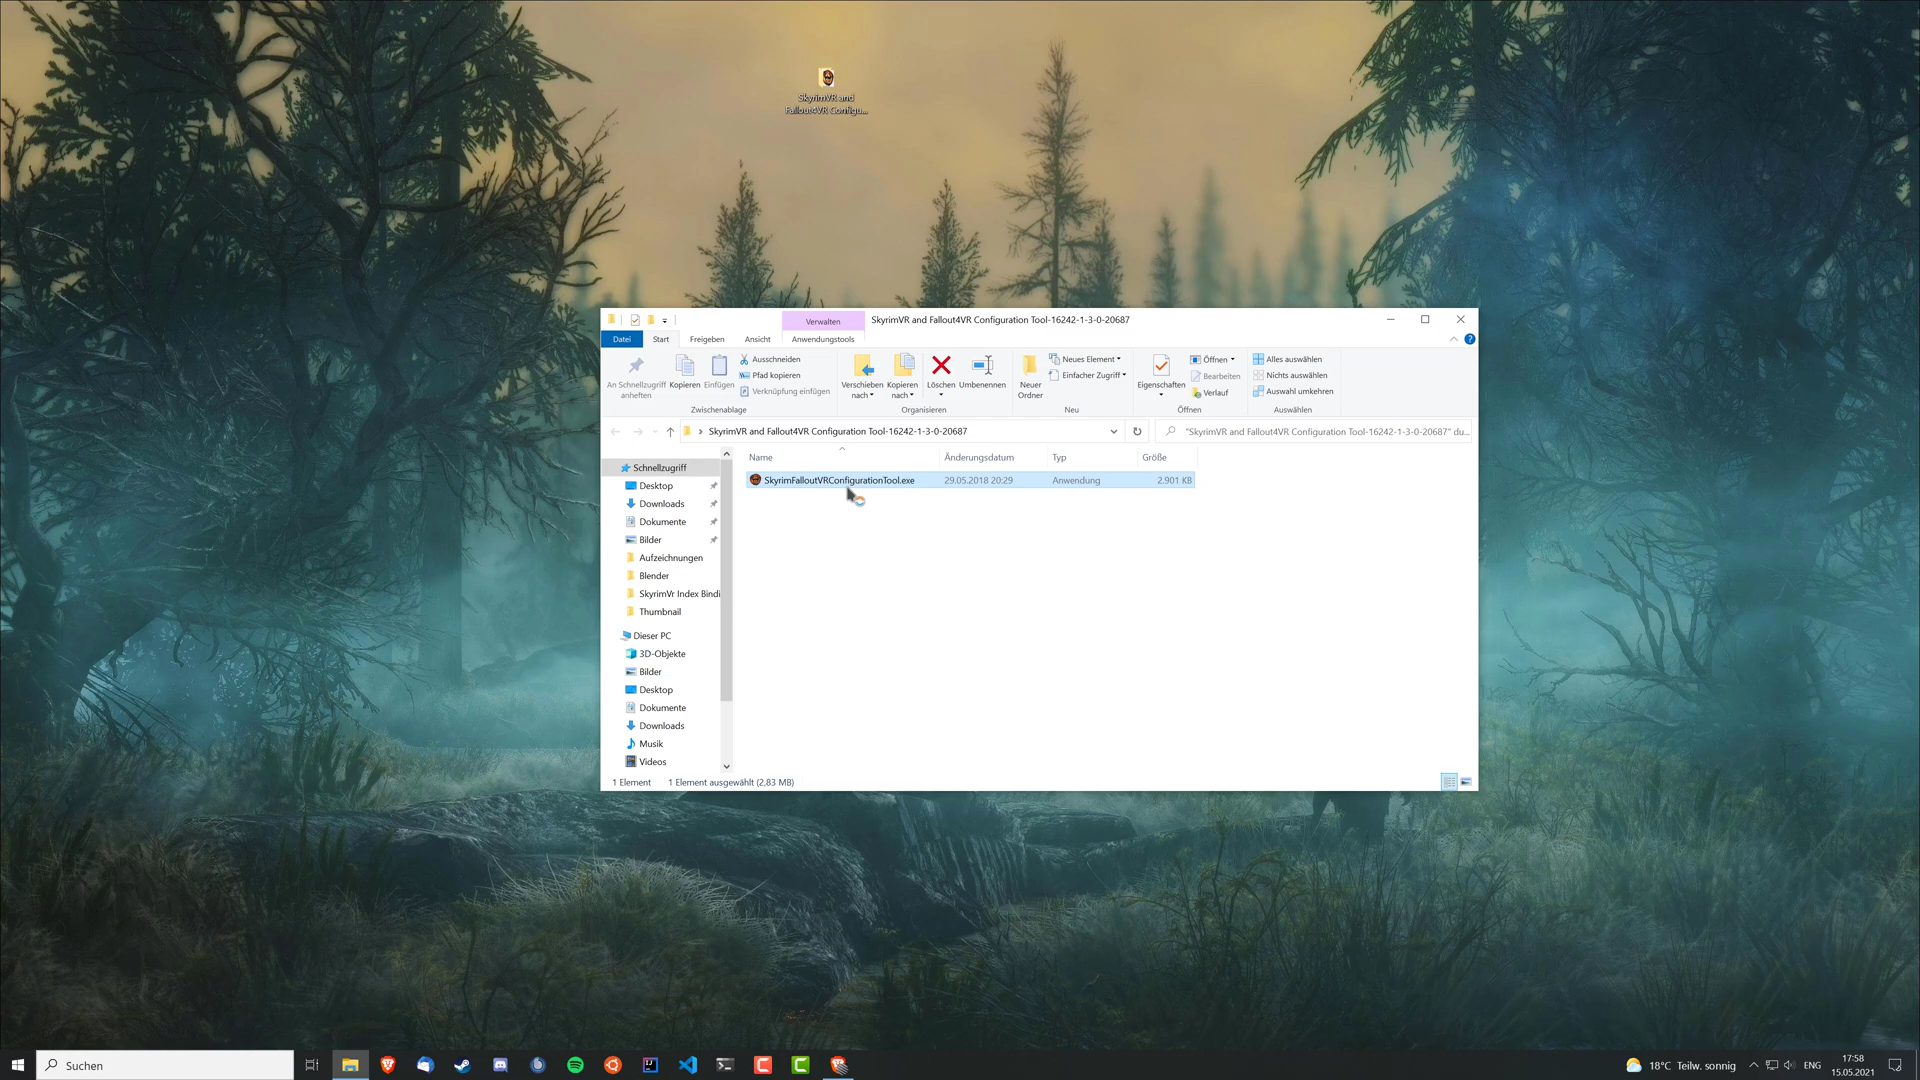 SkyrimVR and
Fallout4VR Configu...
Verwalten
SkyrimVR and Fallout4VR Configuration Tool-16242-1-3-0-20687
Datei
Start
Freigeben
Ansicht
Anwendungstools
An Schnellzugriff
anheften
Kopieren
Einfügen
Ausschneiden
Pfad kopieren
Verknüpfung einfügen
Zwischenablage
Verschieben
nach
Kopieren
nach
Löschen
Umbenennen
Organisieren
Neuer
Ordner
Neues Element
Einfacher Zugriff
Neu
Eigenschaften
Öffnen
Bearbeiten
Verlauf
Öffnen
Alles auswählen
Nichts auswählen
Auswahl umkehren
Auswählen
SkyrimVR and Fallout4VR Configuration Tool-16242-1-3-0-20687
"SkyrimVR and Fallout4VR Configuration Tool-16242-1-3-0-20687" du...
Name
Änderungsdatum
Typ
Größe
SkyrimFalloutVRConfigurationTool.exe
29.05.2018 20:29
Anwendung
2.901 KB
Schnellzugriff
Desktop
Downloads
Dokumente
Bilder
Aufzeichnungen
Blender
SkyrimVr Index Bindi
Thumbnail
Dieser PC
3D-Objekte
Bilder
Desktop
Dokumente
Downloads
Musik
Videos
1 Element
1 Element ausgewählt (2,83 MB)
Suchen
18°C Teilw. sonnig
ENG
17:58
15.05.2021